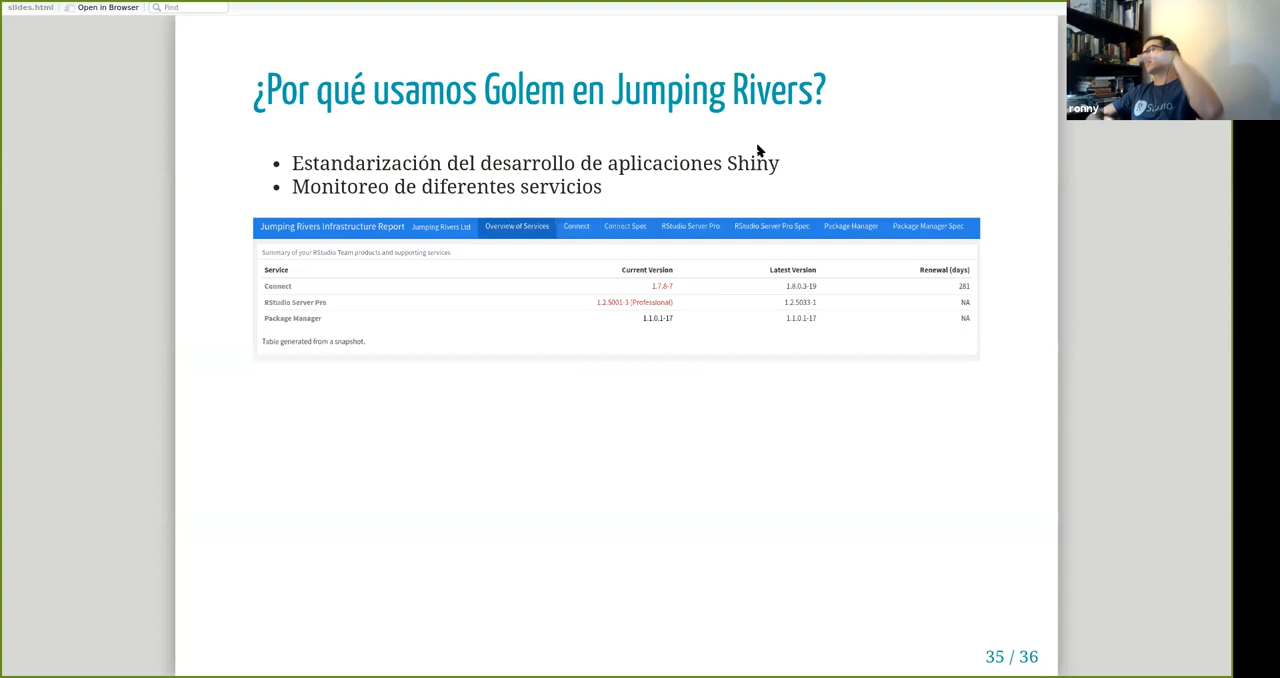 slides.html Open in Browser Find
ronny
R Studio
¿Por qué usamos Golem en Jumping Rivers?
Estandarización del desarrollo de aplicaciones Shiny
Monitoreo de diferentes servicios
Jumping Rivers Infrastructure Report Jumping Rivers Ltd Overview of Services Connect Connect Spec RStudio Server Pro RStudio Server Pro Spec Package Manager Package Manager Spec
Summary of your RStudio Team products and supporting services
Service Current Version Latest Version Renewal (days)
Connect 1.7.8-7 1.8.0.3-19 281
RStudio Server Pro 1.2.5001-3 (Professional) 1.2.5033-1 NA
Package Manager 1.1.0.1-17 1.1.0.1-17 NA
Table generated from a snapshot.
35 / 36